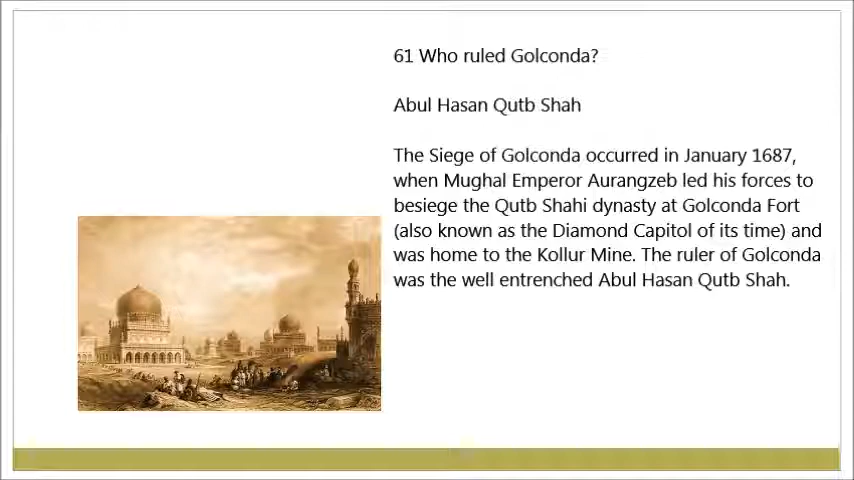 61 Who ruled Golconda?
Abul Hasan Qutb Shah
The Siege of Golconda occurred in January 1687,
when Mughal Emperor Aurangzeb led his forces to
besiege the Qutb Shahi dynasty at Golconda Fort
(also known as the Diamond Capitol of its time) and
was home to the Kollur Mine. The ruler of Golconda
was the well entrenched Abul Hasan Qutb Shah.